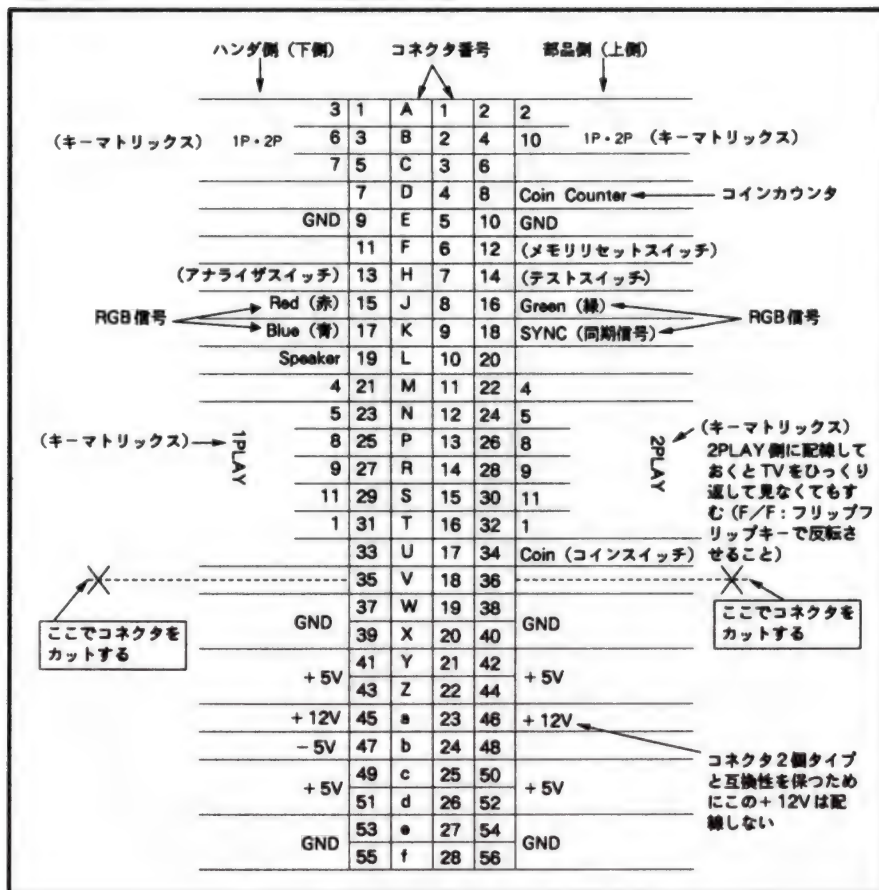 ハンダ側（下側） コネクタ番号 部品側（上側）
3 1 A 1 2 2
（キーマトリックス） 1P・2P 6 3 B 2 4 10 1P・2P （キーマトリックス）
7 5 C 3 6
7 D 4 8 Coin Counter コインカウンタ
GND 9 E 5 10 GND
11 F 6 12 （メモリリセットスイッチ）
（アナライザスイッチ） 13 H 7 14 （テストスイッチ）
Red（赤） 15 J 8 16 Green（緑）
RGB信号 RGB信号
Blue（青） 17 K 9 18 SYNC（同期信号）
Speaker 19 L 10 20
4 21 M 11 22 4
5 23 N 12 24 5
（キーマトリックス） 1PLAY 8 25 P 13 26 8 2PLAY （キーマトリックス）
9 27 R 14 28 9
11 29 S 15 30 11
1 31 T 16 32 1
2PLAY側に配線して
おくとTVをひっくり
返して見なくてもす
む（F／F：フリップフ
リップキーで反転さ
せること）
33 U 17 34 Coin（コインスイッチ）
35 V 18 36
ここでコネクタを
カットする
ここでコネクタを
カットする
37 W 19 38
GND GND
39 X 20 40
41 Y 21 42
+5V +5V
43 Z 22 44
+12V 45 a 23 46 +12V
−5V 47 b 24 48
コネクタ2個タイプ
と互換性を保つため
にこの+12Vは配
線しない
49 c 25 50
+5V +5V
51 d 26 52
53 e 27 54
GND GND
55 f 28 56